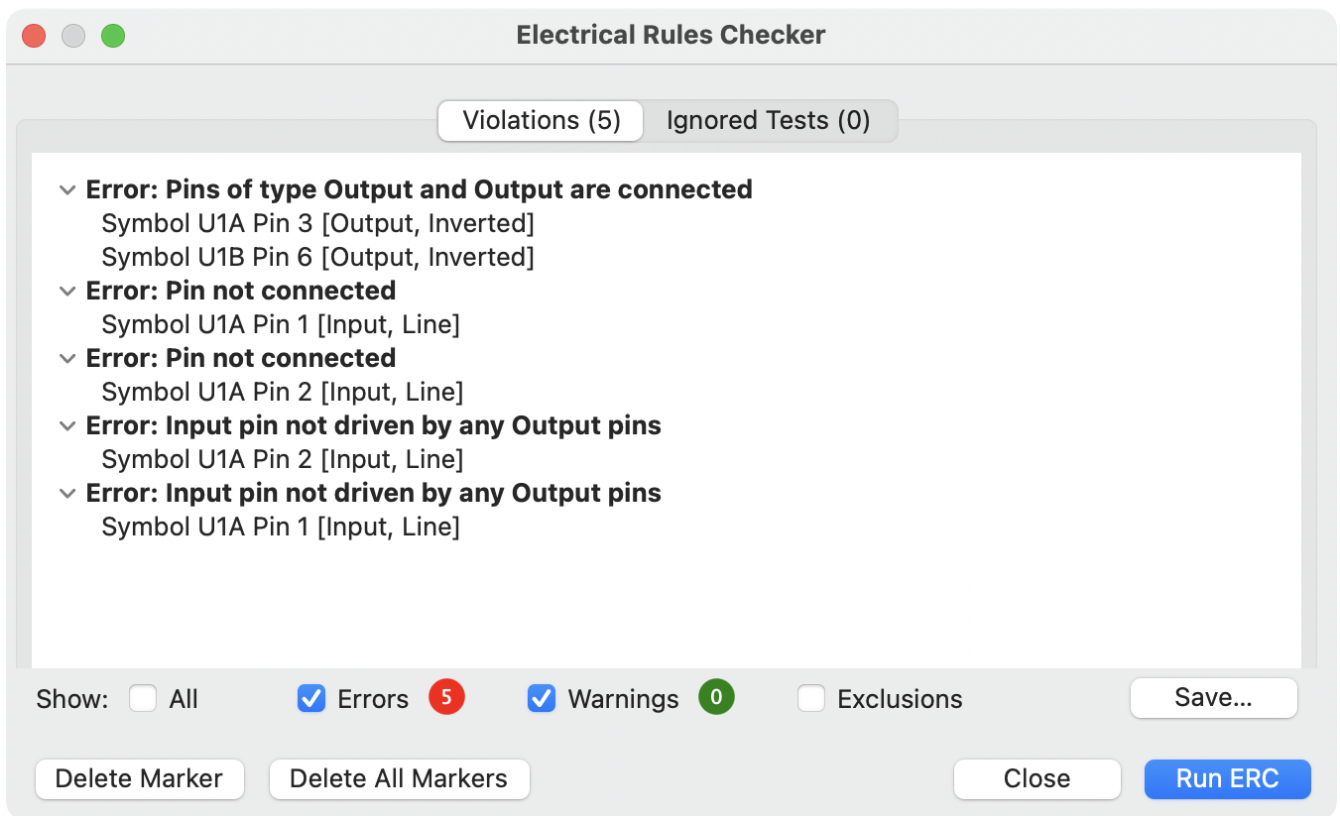 Electrical Rules Checker
Violations (5)
Ignored Tests (0)
Error: Pins of type Output and Output are connected
Symbol U1A Pin 3 [Output, Inverted]
Symbol U1B Pin 6 [Output, Inverted]
Error: Pin not connected
Symbol U1A Pin 1 [Input, Line]
Error: Pin not connected
Symbol U1A Pin 2 [Input, Line]
Error: Input pin not driven by any Output pins
Symbol U1A Pin 2 [Input, Line]
Error: Input pin not driven by any Output pins
Symbol U1A Pin 1 [Input, Line]
Show: All Errors 5 Warnings 0 Exclusions Save...
Delete Marker Delete All Markers Close Run ERC